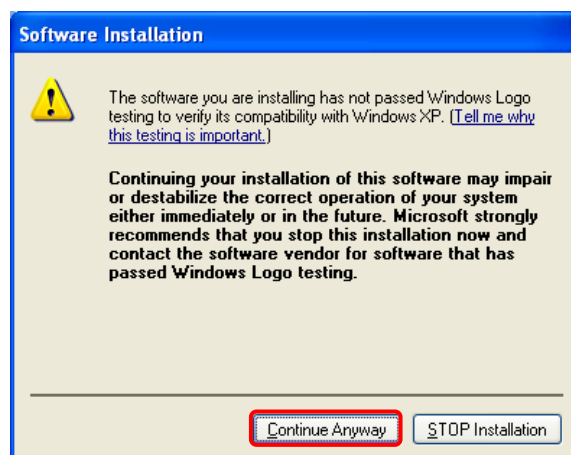 Software Installation
The software you are installing has not passed Windows Logo
testing to verify its compatibility with Windows XP. (Tell me why
this testing is important.)
Continuing your installation of this software may impair
or destabilize the correct operation of your system
either immediately or in the future. Microsoft strongly
recommends that you stop this installation now and
contact the software vendor for software that has
passed Windows Logo testing.
Continue Anyway STOP Installation